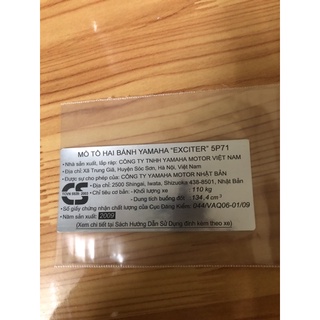 MÔ TÔ HAI BÁNH YAMAHA "EXCITER" 5P71
• Nhà sản xuất, lắp ráp: CÔNG TY TNHH YAMAHA MOTOR VIỆT NAM
• Địa chỉ: Xã Trung Giã, Huyện Sóc Sơn, Hà Nội, Việt Nam
• Được sự cho phép của: CÔNG TY YAMAHA MOTOR NHẬT BẢN
• Địa chỉ: 2500 Shingai, Iwata, Shizuoka 438-8501, Nhật Bản
• Chỉ tiêu cơ bản: - Khối lượng xe 110 kg
- Dung tích buồng đốt 134,4 cm³
• Số giấy chứng nhận chất lượng của Cục Đăng Kiểm: 044/VAQ06-01/09
• Năm sản xuất: 2009
(Xem chi tiết tại Sách Hướng Dẫn Sử Dụng đính kèm theo xe)
CS